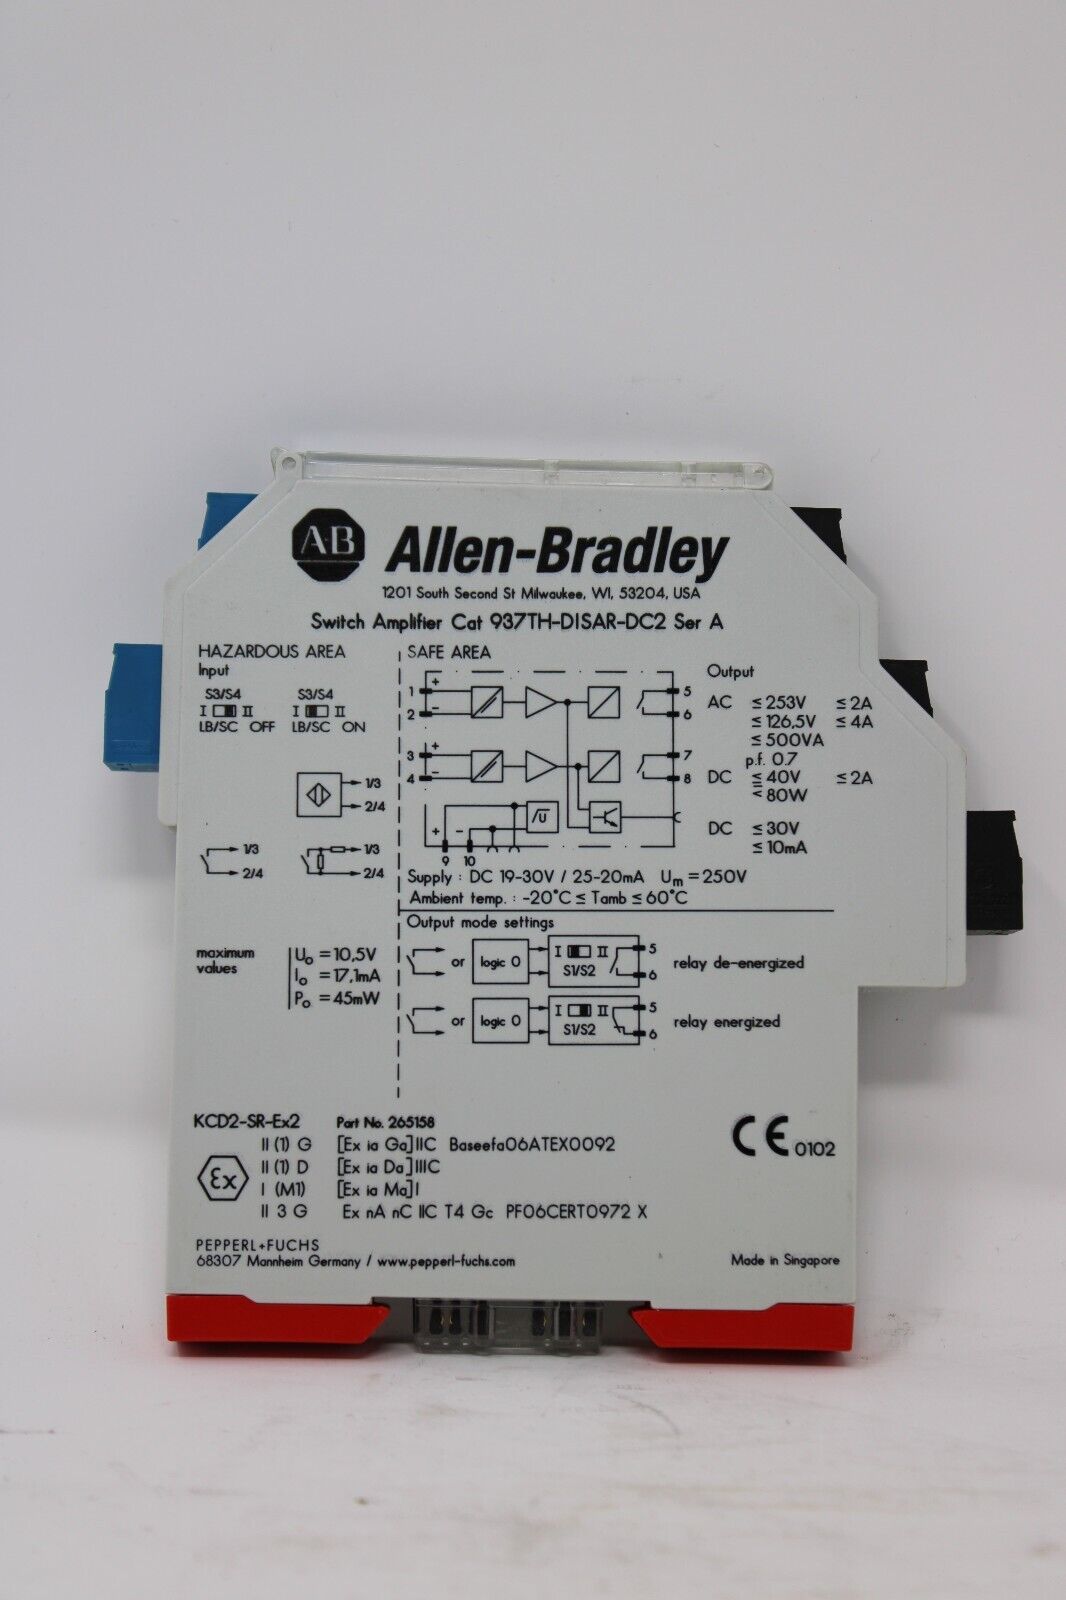 A·B Allen-Bradley
1201 South Second St Milwaukee, WI, 53204, USA
Switch Amplifier Cat 937TH-DISAR-DC2 Ser A
HAZARDOUS AREA
Input
S3/S4 S3/S4
I II I II
LB/SC OFF LB/SC ON
1/3
2/4
1/3 1/3
2/4 2/4
maximum
values
Uo = 10,5V
Io = 17,1mA
Po = 45mW
SAFE AREA
1 + 5
2 − 6
3 + 7
4 − 8
+ −
9 10
Output
AC ≤ 253V ≤ 2A
≤ 126,5V ≤ 4A
≤ 500VA
p.f. 0.7
DC ≤ 40V ≤ 2A
≤ 80W
DC ≤ 30V
≤ 10mA
Supply : DC 19-30V / 25-20mA Um = 250V
Ambient temp. : -20°C ≤ Tamb ≤ 60°C
Output mode settings
or logic 0 I II S1/S2 5 6 relay de-energized
or logic 0 I II S1/S2 5 6 relay energized
KCD2-SR-Ex2 Part No. 265158
II (1) G [Ex ia Ga] IIC Baseefa06ATEX0092
II (1) D [Ex ia Da] IIIC
I (M1) [Ex ia Ma] I
II 3 G Ex nA nC IIC T4 Gc PF06CERT0972 X
Ex
CE 0102
PEPPERL+FUCHS
68307 Mannheim Germany / www.pepperl-fuchs.com
Made in Singapore